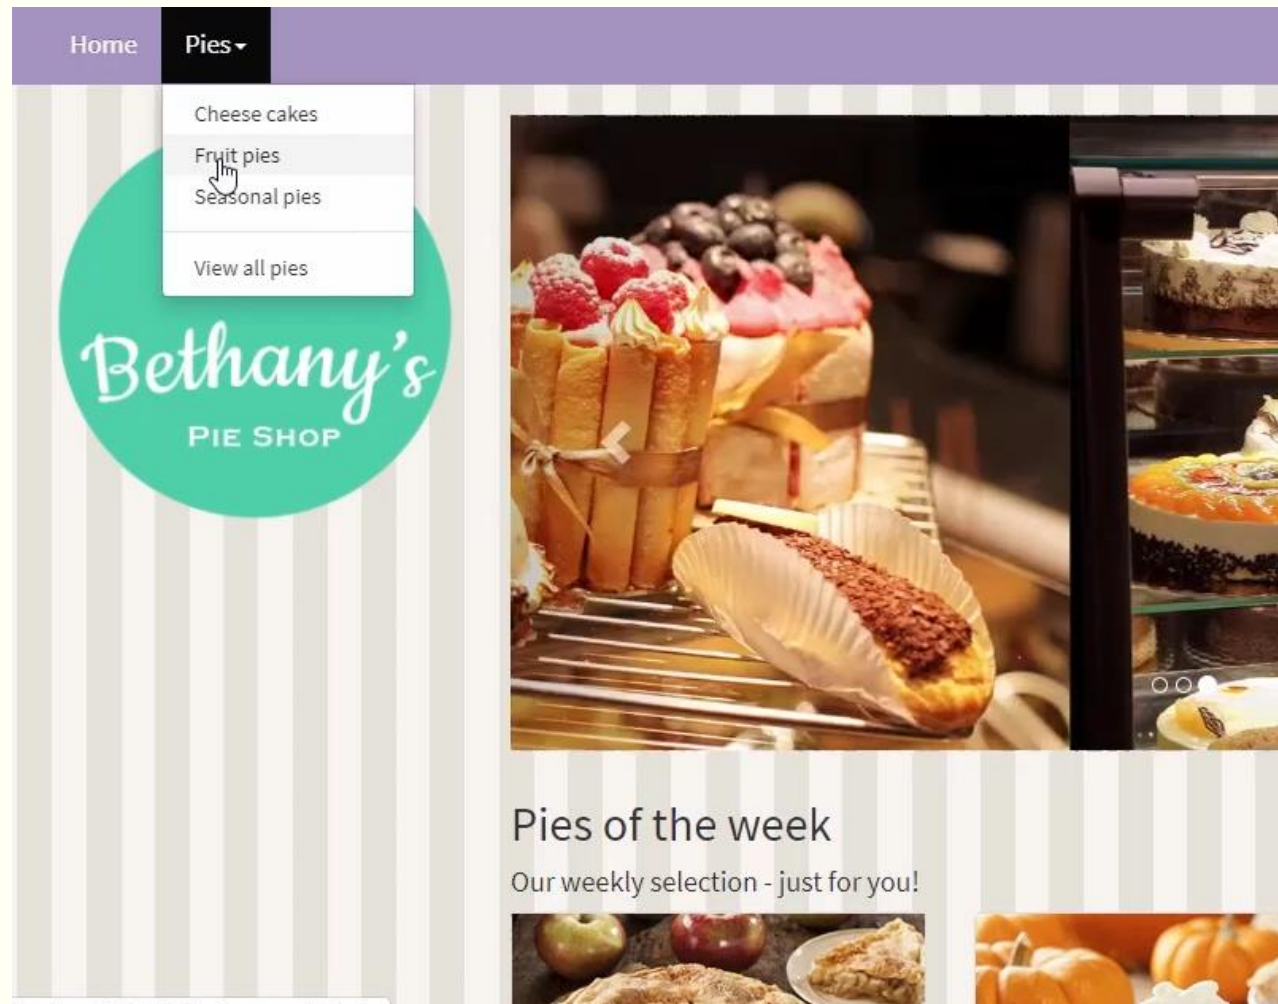 Home Pies
Cheese cakes
Fruit pies
Seasonal pies
View all pies
Bethany's
PIE SHOP
Pies of the week
Our weekly selection - just for you!